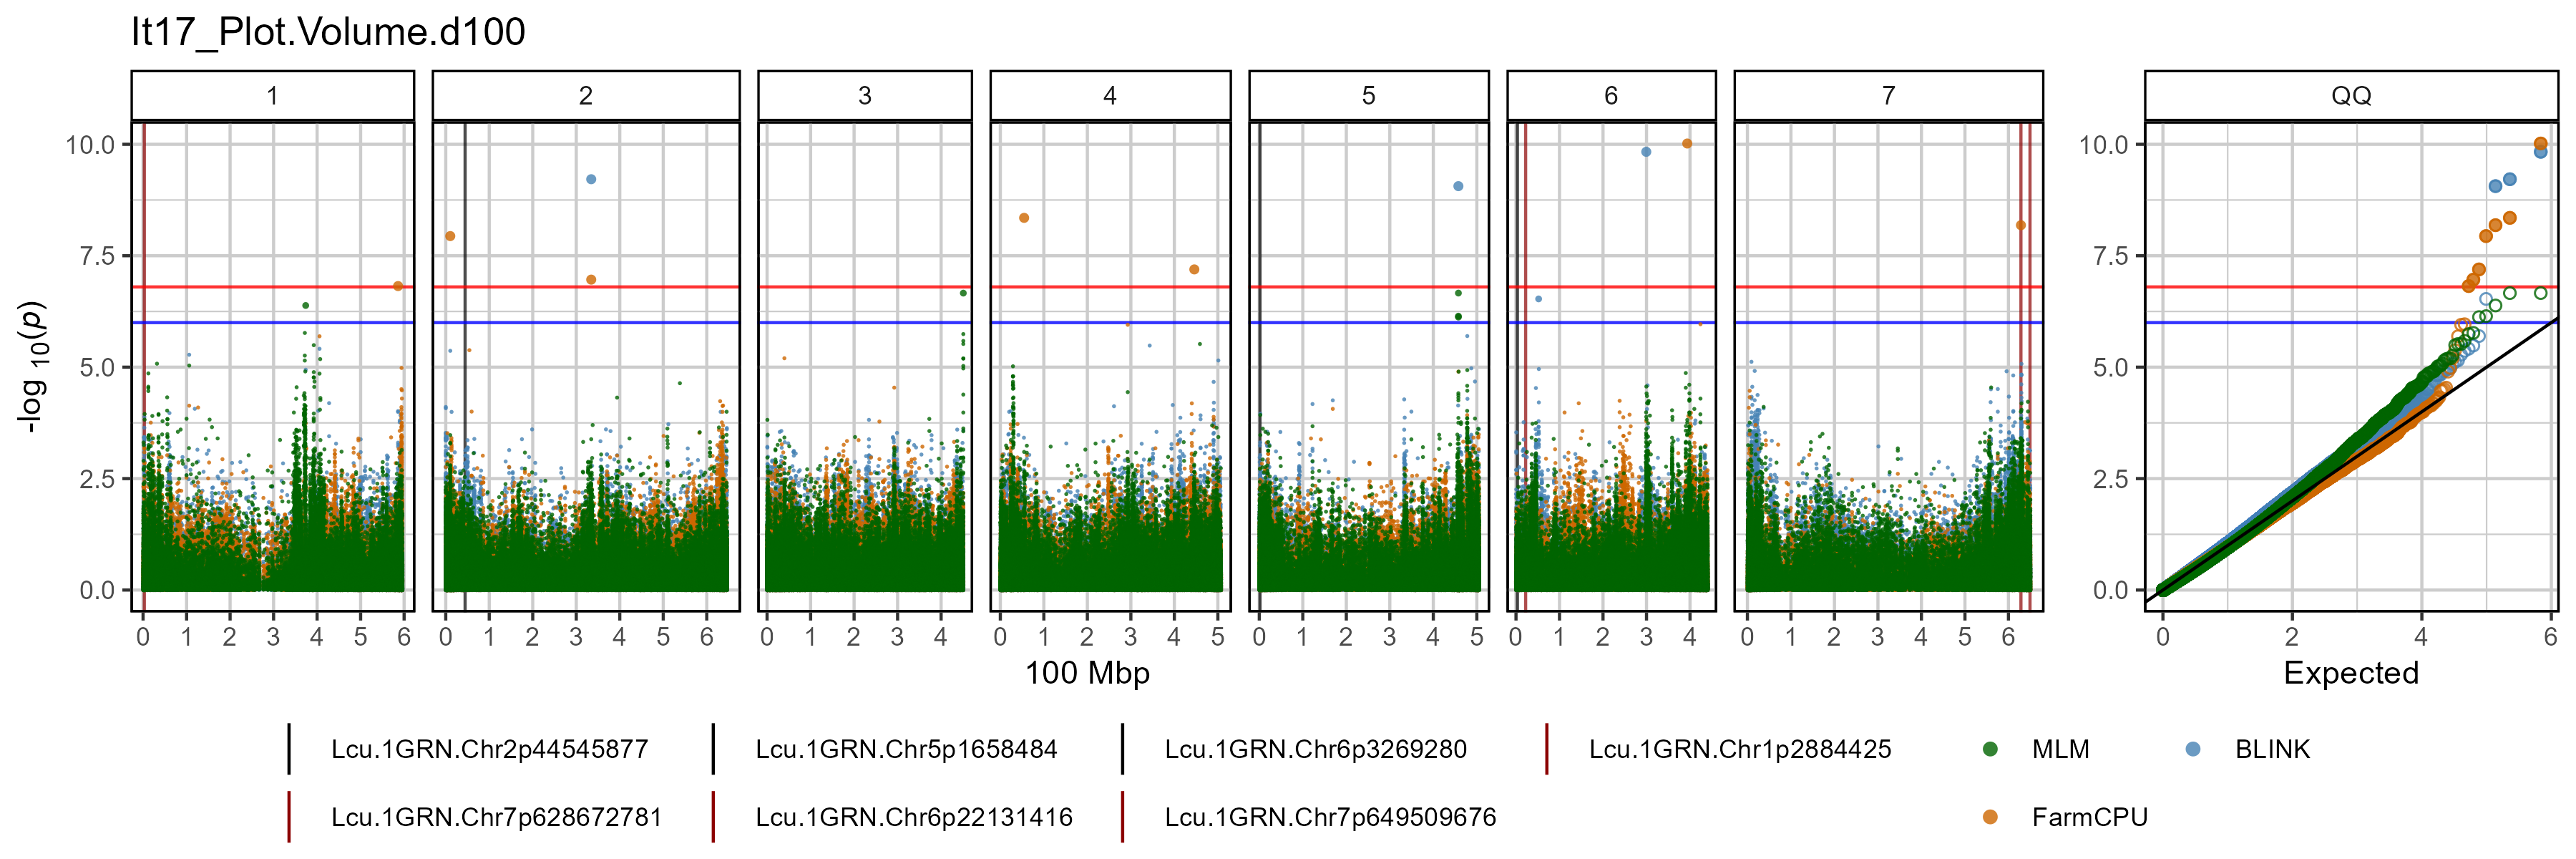 It17_Plot.Volume.d100
1 2 3 4 5 6 7 QQ
10.0
7.5
5.0
2.5
0.0
-log 10(p)
10.0
7.5
5.0
2.5
0.0
0 1 2 3 4 5 6 0 1 2 3 4 5 6 0 1 2 3 4 0 1 2 3 4 5 0 1 2 3 4 5 0 1 2 3 4 0 1 2 3 4 5 6 0 2 4 6
100 Mbp Expected
Lcu.1GRN.Chr2p44545877 Lcu.1GRN.Chr5p1658484 Lcu.1GRN.Chr6p3269280 Lcu.1GRN.Chr1p2884425 MLM BLINK
Lcu.1GRN.Chr7p628672781 Lcu.1GRN.Chr6p22131416 Lcu.1GRN.Chr7p649509676 FarmCPU